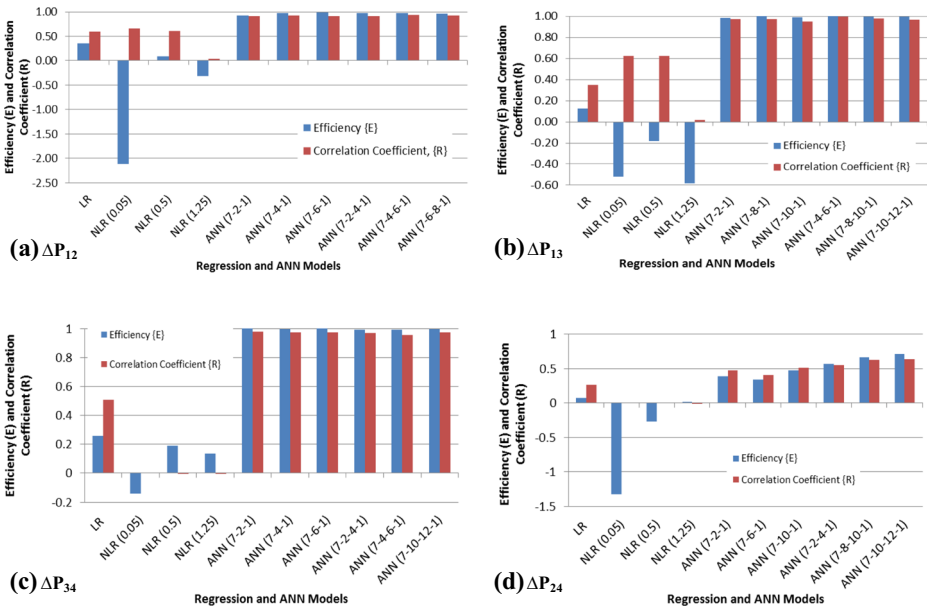 Efficiency (E) and Correlation
Coefficient (R)
1.00
0.50
0.00
-0.50
-1.00
-1.50
-2.00
-2.50
Efficiency {E}
Correlation Coefficient, {R}
LR
NLR (0.05)
NLR (0.5)
NLR (1.25)
ANN (7-2-1)
ANN (7-4-1)
ANN (7-6-1)
ANN (7-2-4-1)
ANN (7-4-6-1)
ANN (7-6-8-1)
(a) ΔP12
Regression and ANN Models
Efficiency (E) and Correlation
Coefficient (R)
1.00
0.80
0.60
0.40
0.20
0.00
-0.20
-0.40
-0.60
Efficiency {E}
Correlation Coefficient {R}
LR
NLR (0.05)
NLR (0.5)
NLR (1.25)
ANN (7-2-1)
ANN (7-8-1)
ANN (7-10-1)
ANN (7-4-6-1)
ANN (7-8-10-1)
ANN (7-10-12-1)
(b) ΔP13
Regression and ANN Models
Efficiency (E) and Correlation
Coefficient (R)
1
0.8
0.6
0.4
0.2
0
-0.2
Efficiency {E}
Correlation Coefficient {R}
LR
NLR (0.05)
NLR (0.5)
NLR (1.25)
ANN (7-2-1)
ANN (7-4-1)
ANN (7-6-1)
ANN (7-2-4-1)
ANN (7-4-6-1)
ANN (7-10-12-1)
(c) ΔP34
Regression and ANN Models
Efficiency (E) and Correlation
Coefficient (R)
1
0.5
0
-0.5
-1
-1.5
Efficiency {E}
Correlation Coefficient {R}
LR
NLR (0.05)
NLR (0.5)
NLR (1.25)
ANN (7-2-1)
ANN (7-6-1)
ANN (7-10-1)
ANN (7-2-4-1)
ANN (7-8-10-1)
ANN (7-10-12-1)
(d) ΔP24
Regression and ANN Models